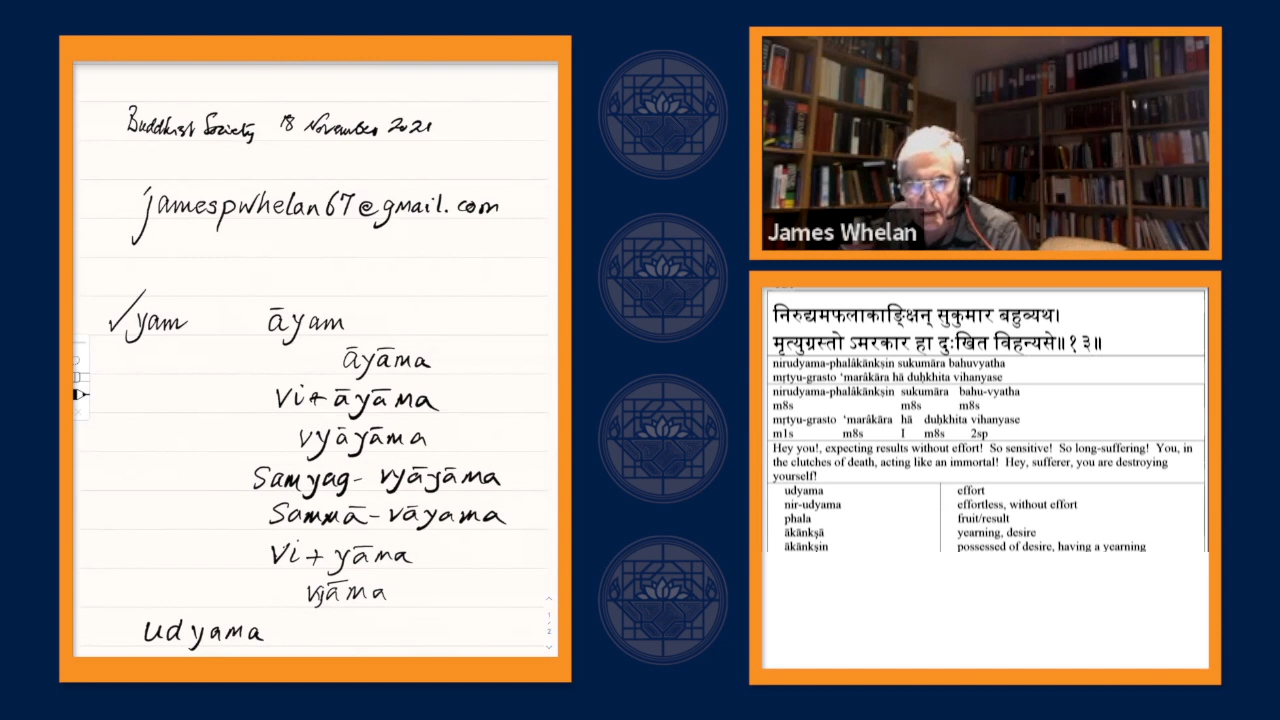 Buddhist Society 18 November 2021
jamespwhelan67@gmail.com
√yam āyam
āyāma
vi + āyāma
vyāyāma
Samyag- vyāyāma
Sammā-vāyama
Vi + yāma
vyāma
udyama
James Whelan
निरुद्यमफलाकाङ्क्षिन् सुकुमार बहुव्यथ।
मृत्युग्रस्तो ऽमरकार हा दुःखित विहन्यसे॥१३॥
nirudyama-phalâkānkṣin sukumāra bahuvyatha
mṛtyu-grasto ‘marâkāra hā duḥkhita vihanyase
nirudyama-phalâkānkṣin sukumāra bahu-vyatha
m8s m8s m8s
mṛtyu-grasto ‘marâkāra hā duḥkhita vihanyase
m1s m8s I m8s 2sp
Hey you!, expecting results without effort! So sensitive! So long-suffering! You, in
the clutches of death, acting like an immortal! Hey, sufferer, you are destroying
yourself!
udyama effort
nir-udyama effortless, without effort
phala fruit/result
ākānkṣā yearning, desire
ākānkṣin possessed of desire, having a yearning